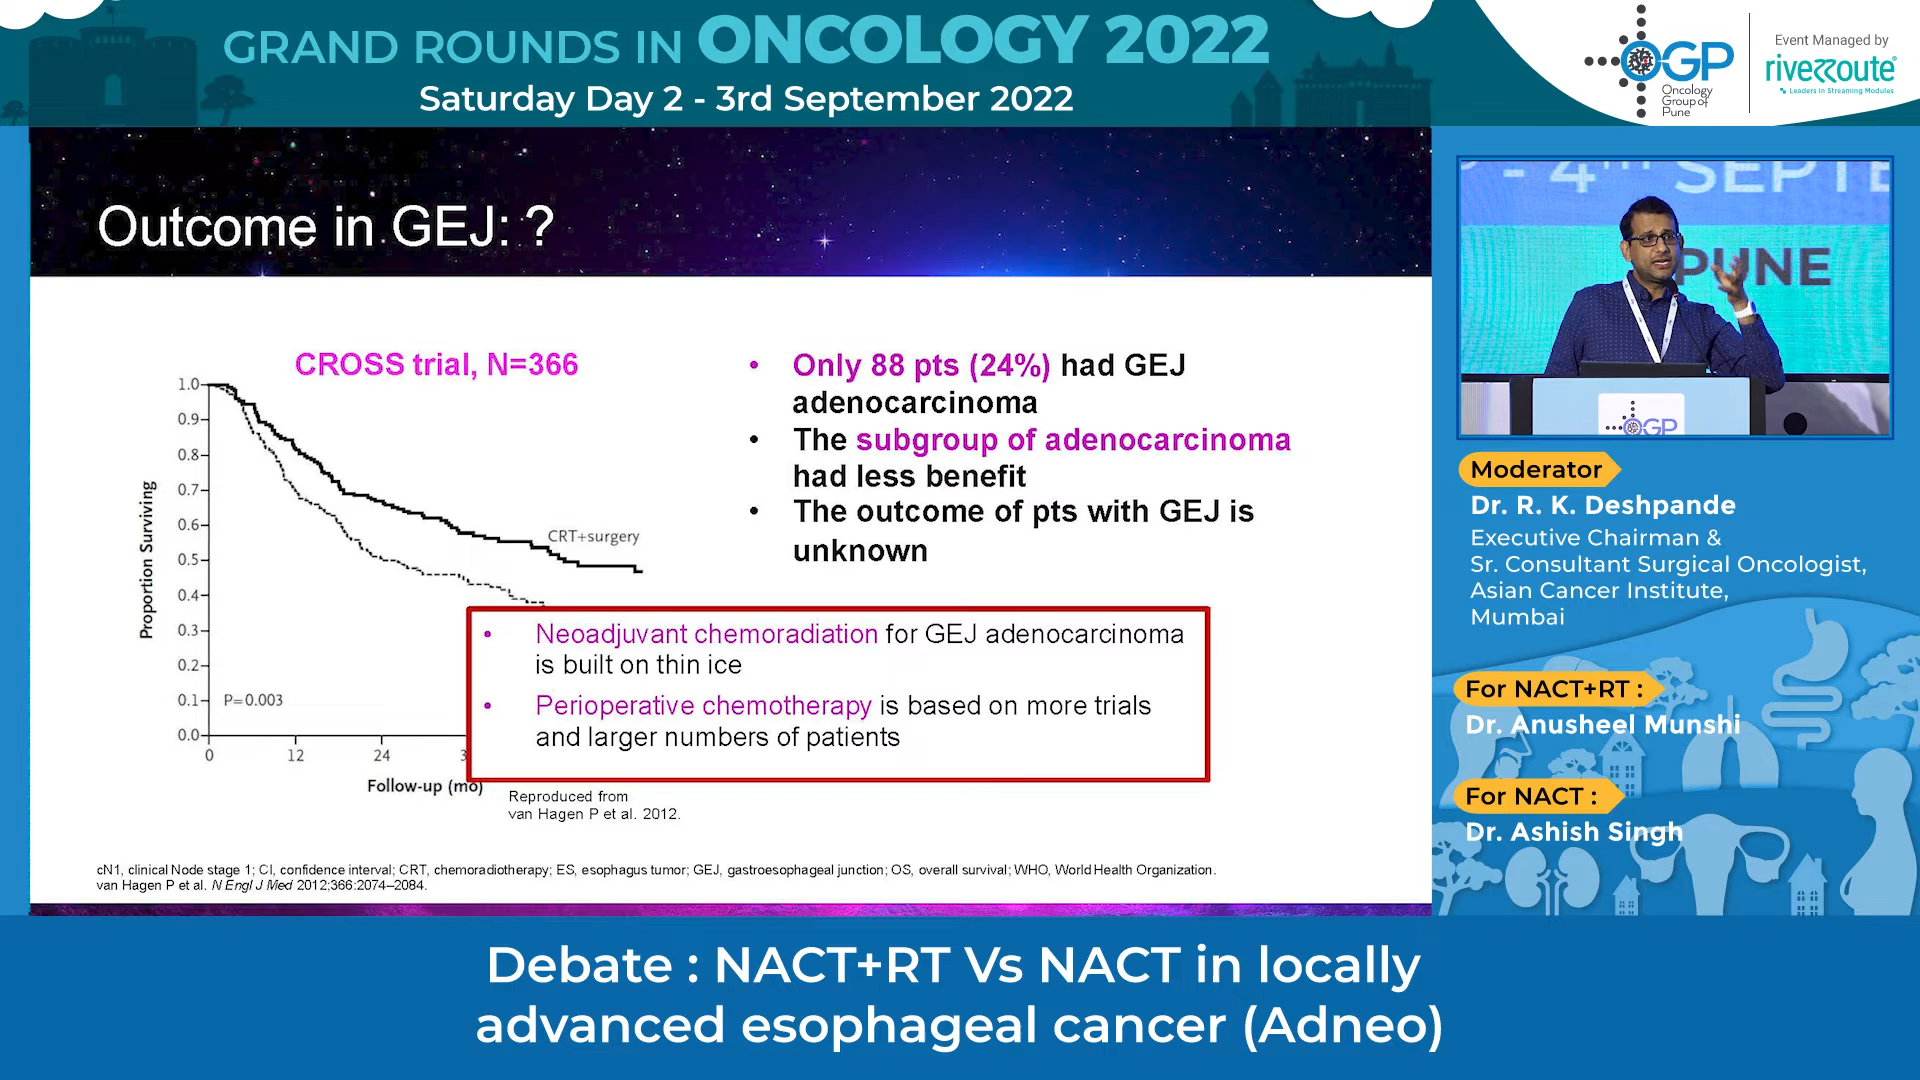 GRAND ROUNDS IN ONCOLOGY 2022
Saturday Day 2 - 3rd September 2022
OGP
Oncology
Group of
Pune
Event Managed by
riverroute
Leaders in Streaming Modules
Outcome in GEJ: ?
CROSS trial, N=366
Proportion Surviving
1.0
0.9
0.8
0.7
0.6
0.5
0.4
0.3
0.2
0.1
0.0
CRT+surgery
P=0.003
0 12 24 3
Follow-up (mo)
Reproduced from
van Hagen P et al. 2012.
• Only 88 pts (24%) had GEJ
adenocarcinoma
• The subgroup of adenocarcinoma
had less benefit
• The outcome of pts with GEJ is
unknown
• Neoadjuvant chemoradiation for GEJ adenocarcinoma
is built on thin ice
• Perioperative chemotherapy is based on more trials
and larger numbers of patients
cN1, clinical Node stage 1; CI, confidence interval; CRT, chemoradiotherapy; ES, esophagus tumor; GEJ, gastroesophageal junction; OS, overall survival; WHO, World Health Organization.
van Hagen P et al. N Engl J Med 2012;366:2074–2084.
- 4th SEPTE
PUNE
OGP
Moderator
Dr. R. K. Deshpande
Executive Chairman &
Sr. Consultant Surgical Oncologist,
Asian Cancer Institute,
Mumbai
For NACT+RT :
Dr. Anusheel Munshi
For NACT :
Dr. Ashish Singh
Debate : NACT+RT Vs NACT in locally
advanced esophageal cancer (Adneo)